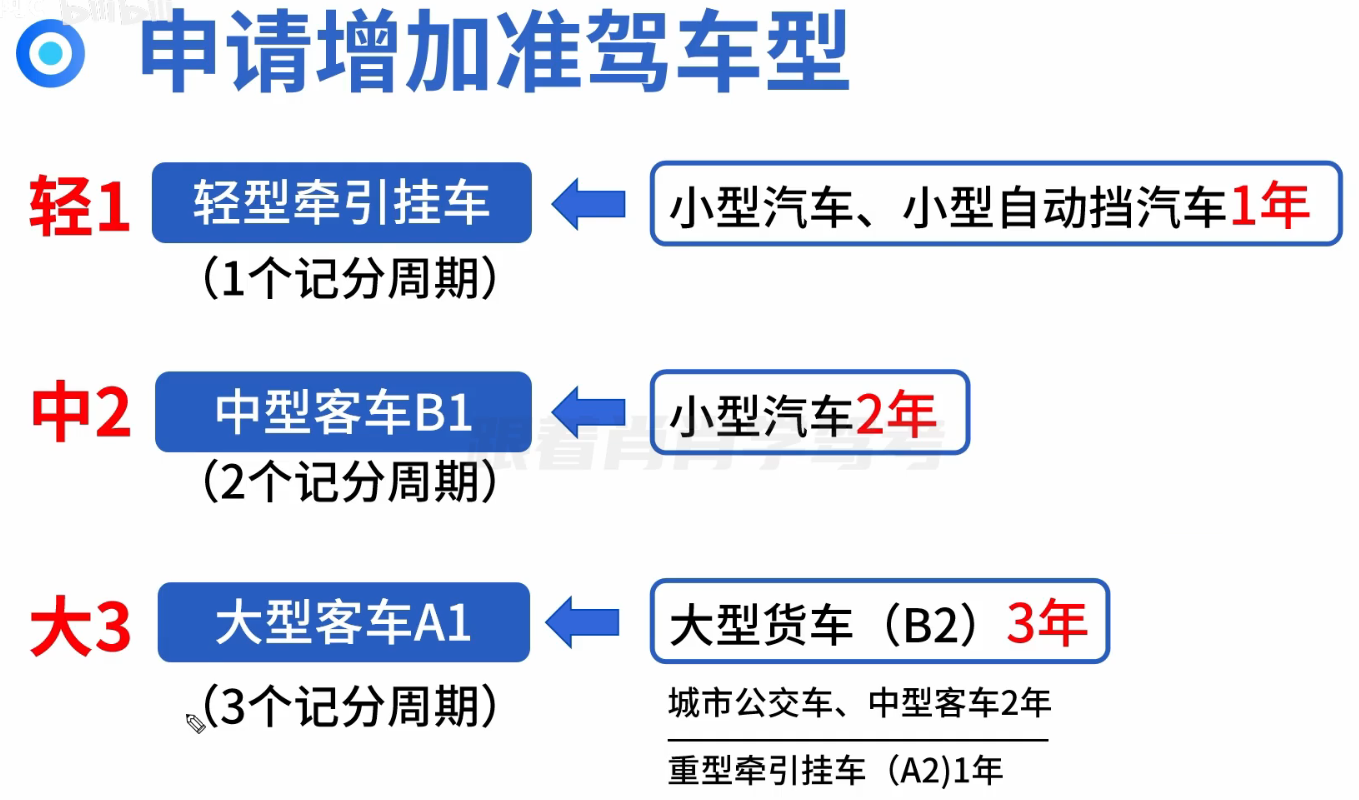 申请增加准驾车型
轻1 轻型牵引挂车 小型汽车、小型自动挡汽车1年
（1个记分周期）
中2 中型客车B1 小型汽车2年
（2个记分周期）
大3 大型客车A1 大型货车（B2）3年
（3个记分周期）
城市公交车、中型客车2年
重型牵引挂车（A2)1年